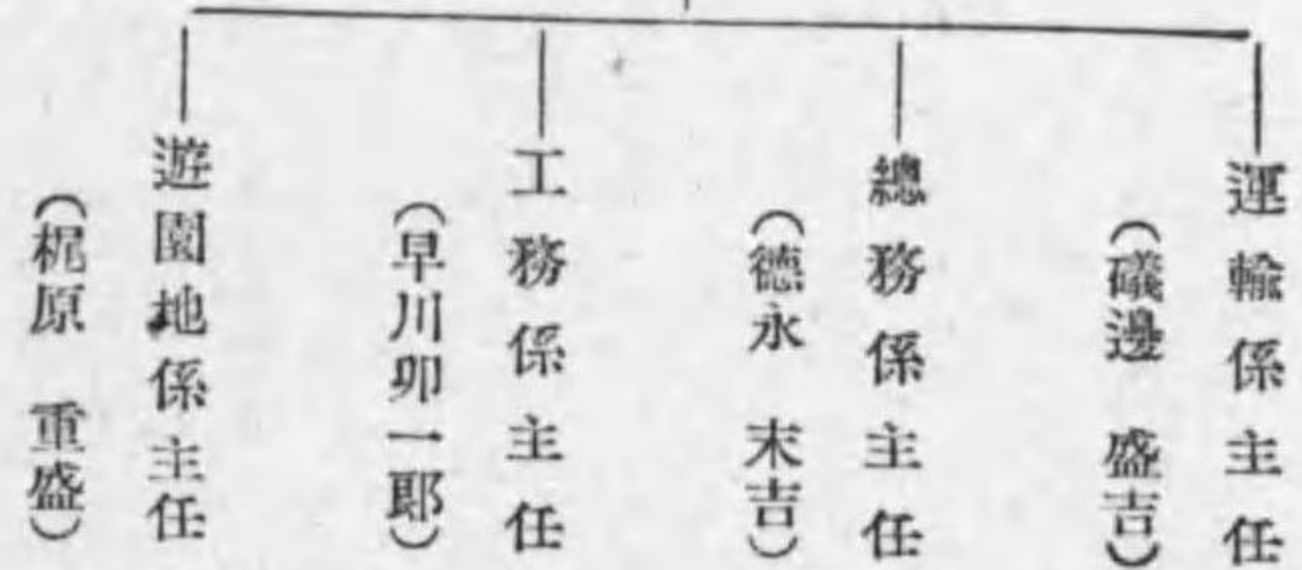 運輸係主任
（磯邊　盛吉）
總務係主任
（德永　末吉）
工務係主任
（早川卯一郎）
遊園地係主任
（梶原　重盛）